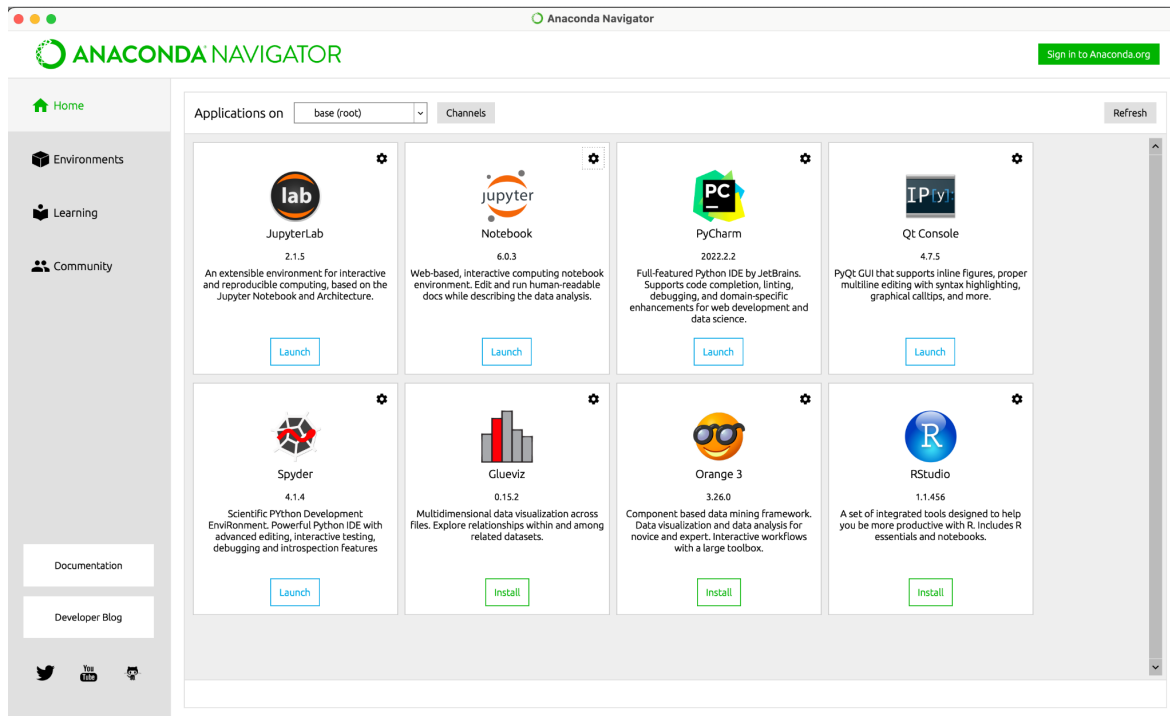 Anaconda Navigator
ANACONDA NAVIGATOR
Sign in to Anaconda.org
Home
Environments
Learning
Community
Documentation
Developer Blog
You
Tube
Applications on
base (root)
Channels
Refresh
lab
JupyterLab
2.1.5
An extensible environment for interactive
and reproducible computing, based on the
Jupyter Notebook and Architecture.
Launch
jupyter
Notebook
6.0.3
Web-based, interactive computing notebook
environment. Edit and run human-readable
docs while describing the data analysis.
Launch
PC
PyCharm
2022.2.2
Full-featured Python IDE by JetBrains.
Supports code completion, linting,
debugging, and domain-specific
enhancements for web development and
data science.
Launch
IP[y]:
Qt Console
4.7.5
PyQt GUI that supports inline figures, proper
multiline editing with syntax highlighting,
graphical calltips, and more.
Launch
Spyder
4.1.4
Scientific PYthon Development
EnviRonment. Powerful Python IDE with
advanced editing, interactive testing,
debugging and introspection features
Launch
Glueviz
0.15.2
Multidimensional data visualization across
files. Explore relationships within and among
related datasets.
Install
Orange 3
3.26.0
Component based data mining framework.
Data visualization and data analysis for
novice and expert. Interactive workflows
with a large toolbox.
Install
R
RStudio
1.1.456
A set of integrated tools designed to help
you be more productive with R. Includes R
essentials and notebooks.
Install